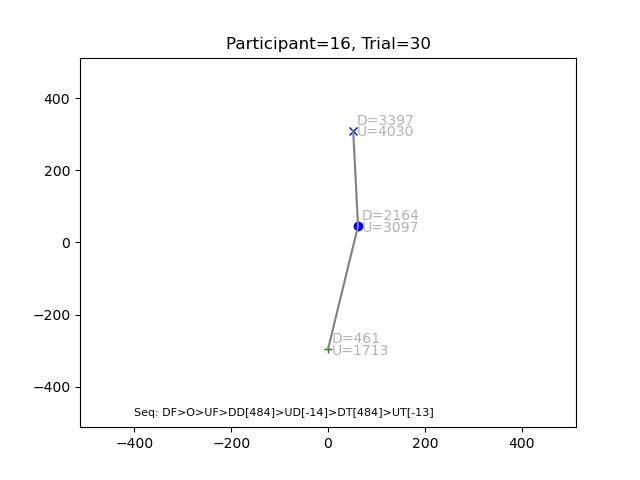 Participant=16, Trial=30
400
200
0
−200
−400
D=3397
U=4030
D=2164
U=3097
D=461
U=1713
Seq: DF>O>UF>DD[484]>UD[-14]>DT[484]>UT[-13]
−400 −200 0 200 400